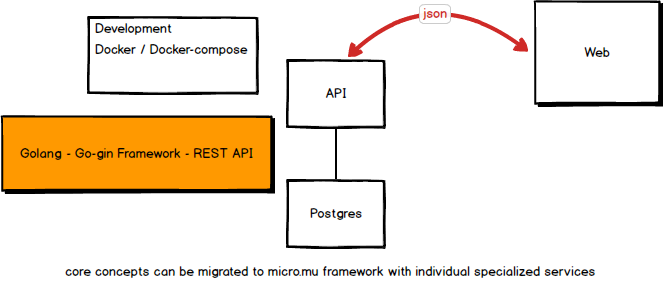 Development
Docker / Docker-compose
json
Web
API
Golang - Go-gin Framework - REST API
Postgres
core concepts can be migrated to micro.mu framework with individual specialized services